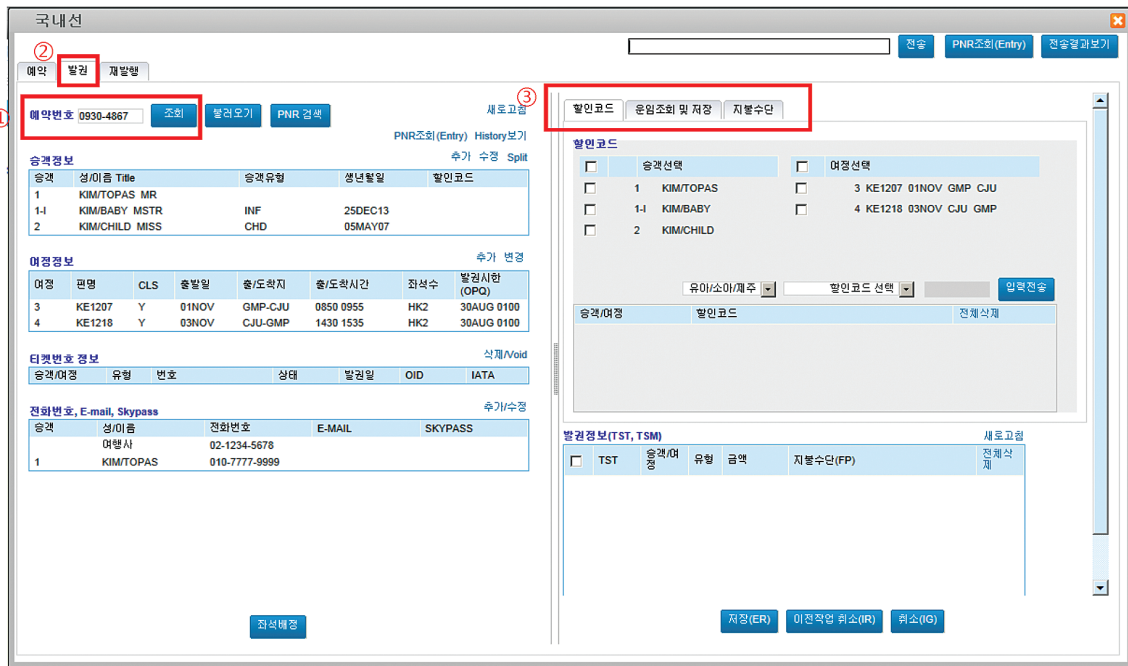 국내선
전송 PNR조회(Entry) 전송결과보기
②
예약 발권 재발행
①
예약번호 0930-4867 조회 불러오기 PNR 검색 새로고침
PNR조회(Entry) History보기
승객정보 추가 수정 Split
승객 성/이름 Title 승객유형 생년월일 할인코드
1 KIM/TOPAS MR
1-I KIM/BABY MSTR INF 25DEC13
2 KIM/CHILD MISS CHD 05MAY07
여정정보 추가 변경
여정 편명 CLS 출발일 출/도착지 출/도착시간 좌석수 발권시한
(OPQ)
3 KE1207 Y 01NOV GMP-CJU 0850 0955 HK2 30AUG 0100
4 KE1218 Y 03NOV CJU-GMP 1430 1535 HK2 30AUG 0100
티켓번호 정보 삭제/Void
승객/여정 유형 번호 상태 발권일 OID IATA
전화번호, E-mail, Skypass 추가/수정
승객 성/이름 전화번호 E-MAIL SKYPASS
여행사 02-1234-5678
1 KIM/TOPAS 010-7777-9999
좌석배정
③
할인코드 운임조회 및 저장 지불수단
할인코드
승객선택 여정선택
1 KIM/TOPAS 3 KE1207 01NOV GMP CJU
1-I KIM/BABY 4 KE1218 03NOV CJU GMP
2 KIM/CHILD
유아/소아/제주 할인코드 선택 입력전송
승객/여정 할인코드 전체삭제
발권정보(TST, TSM) 새로고침
TST 승객/여
정 유형 금액 지불수단(FP) 전체삭
제
저장(ER) 이전작업 취소(IR) 취소(IG)